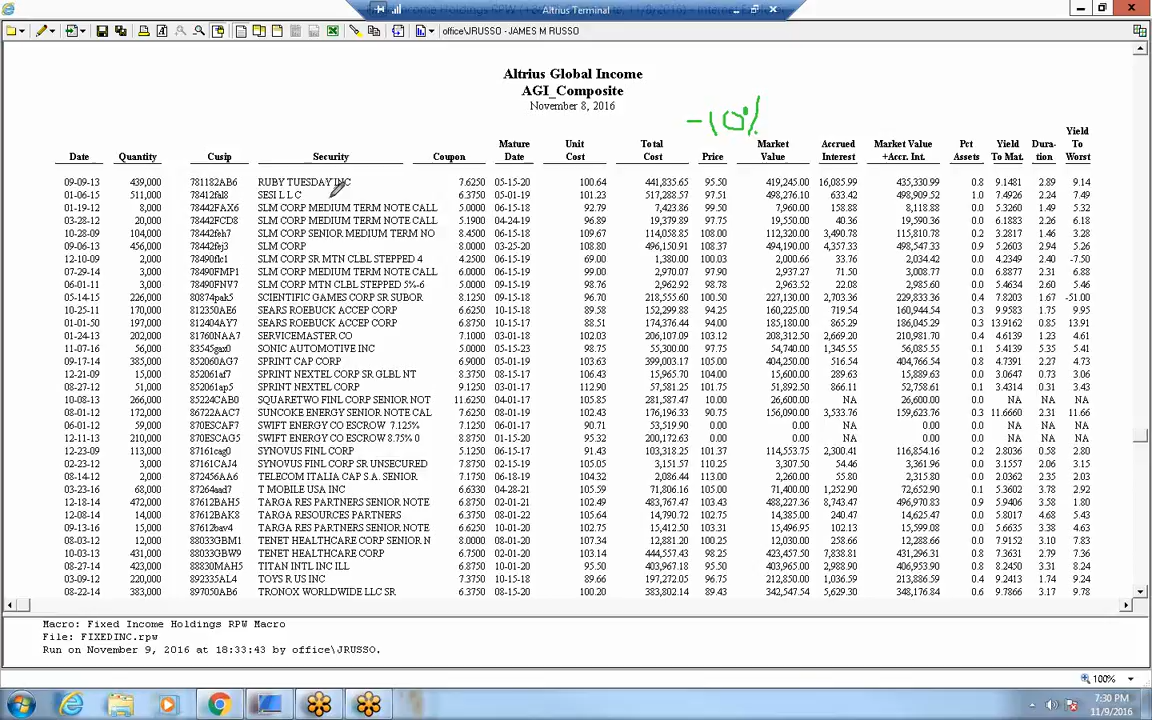 Altrius Terminal
office\JRUSSO - JAMES M RUSSO
Altrius Global Income
AGI_Composite
November 8, 2016
-10%
Yield
Mature Unit Total Market Accrued Market Value Pct Yield Dura- To
Date Quantity Cusip Security Coupon Date Cost Cost Price Value Interest +Accr. Int. Assets To Mat. tion Worst
09-09-13 439,000 781182AB6 RUBY TUESDAY INC 7.6250 05-15-20 100.64 441,835.65 95.50 419,245.00 16,085.99 435,330.99 0.8 9.1481 2.89 9.14
01-06-15 511,000 78412fal8 SESI L L C 6.3750 05-01-19 101.23 517,288.57 97.51 498,276.10 633.42 498,909.52 1.0 7.4926 2.24 7.49
01-19-12 8,000 78442FAX6 SLM CORP MEDIUM TERM NOTE CALL 5.0000 06-15-18 92.79 7,423.86 99.50 7,960.00 158.88 8,118.88 0.0 5.3260 1.49 5.32
03-28-12 20,000 78442FCD8 SLM CORP MEDIUM TERM NOTE CALL 5.1900 04-24-19 96.89 19,379.89 97.75 19,550.00 40.36 19,590.36 0.0 6.1883 2.26 6.18
10-28-09 104,000 78442feh7 SLM CORP SENIOR MEDIUM TERM NO 8.4500 06-15-18 109.67 114,058.85 108.00 112,320.00 3,490.78 115,810.78 0.2 3.2817 1.46 3.28
09-06-13 456,000 78442fej3 SLM CORP 8.0000 03-25-20 108.80 496,150.91 108.37 494,190.00 4,357.33 498,547.33 0.9 5.2603 2.94 5.26
12-10-09 2,000 78490flc1 SLM CORP SR MTN CLBL STEPPED 4 4.2500 06-15-19 69.00 1,380.00 100.03 2,000.66 33.76 2,034.42 0.0 4.2349 2.40 -7.50
07-29-14 3,000 78490FMP1 SLM CORP MEDIUM TERM NOTE CALL 6.0000 06-15-19 99.00 2,970.07 97.90 2,937.27 71.50 3,008.77 0.0 6.8877 2.31 6.88
06-01-11 3,000 78490FNV7 SLM CORP MTN CLBL STEPPED 5%-6 5.0000 09-15-19 98.76 2,962.92 98.78 2,963.52 22.08 2,985.60 0.0 5.4634 2.60 5.46
05-14-15 226,000 80874pak5 SCIENTIFIC GAMES CORP SR SUBOR 8.1250 09-15-18 96.70 218,555.60 100.50 227,130.00 2,703.36 229,833.36 0.4 7.8203 1.67 -51.00
10-25-11 170,000 812350AE6 SEARS ROEBUCK ACCEP CORP 6.6250 10-15-18 89.58 152,299.88 94.25 160,225.00 719.54 160,944.54 0.3 9.9583 1.75 9.95
01-01-50 197,000 812404AY7 SEARS ROEBUCK ACCEP CORP 6.8750 10-15-17 88.51 174,376.44 94.00 185,180.00 865.29 186,045.29 0.3 13.9162 0.85 13.91
01-24-13 202,000 81760NAA7 SERVICEMASTER CO 7.1000 03-01-18 102.03 206,107.09 103.12 208,312.50 2,669.20 210,981.70 0.4 4.6139 1.23 4.61
11-07-16 56,000 83545gax0 SONIC AUTOMOTIVE INC 5.0000 05-15-23 98.75 55,300.00 97.75 54,740.00 1,345.55 56,085.55 0.1 5.4139 5.35 5.41
09-17-14 385,000 852060AG7 SPRINT CAP CORP 6.9000 05-01-19 103.63 399,003.17 105.00 404,250.00 516.54 404,766.54 0.8 4.7391 2.27 4.73
12-21-09 15,000 852061af7 SPRINT NEXTEL CORP SR GLBL NT 8.3750 08-15-17 106.43 15,965.70 104.00 15,600.00 289.63 15,889.63 0.0 3.0647 0.73 3.06
08-27-12 51,000 852061ap5 SPRINT NEXTEL CORP 9.1250 03-01-17 112.90 57,581.25 101.75 51,892.50 866.11 52,758.61 0.1 3.4314 0.31 3.43
10-08-13 266,000 85224CAB0 SQUARETWO FINL CORP SENIOR NOT 11.6250 04-01-17 105.85 281,587.47 10.00 26,600.00 NA 26,600.00 0.0 NA NA NA
08-01-12 172,000 86722AAC7 SUNCOKE ENERGY SENIOR NOTE CAL 7.6250 08-01-19 102.43 176,196.33 90.75 156,090.00 3,533.76 159,623.76 0.3 11.6660 2.31 11.66
06-01-12 59,000 870ESCAF7 SWIFT ENERGY CO ESCROW 7.125% 7.1250 06-01-17 90.71 53,519.90 0.00 0.00 NA 0.00 0.0 NA NA NA
12-11-13 210,000 870ESCAG5 SWIFT ENERGY CO ESCROW 8.75% 0 8.8750 01-15-20 95.32 200,172.63 0.00 0.00 NA 0.00 0.0 NA NA NA
12-23-09 113,000 87161cag0 SYNOVUS FINL CORP 5.1250 06-15-17 91.43 103,318.25 101.37 114,553.75 2,300.41 116,854.16 0.2 2.8036 0.58 2.80
02-23-12 3,000 87161CAJ4 SYNOVUS FINL CORP SR UNSECURED 7.8750 02-15-19 105.05 3,151.57 110.25 3,307.50 54.46 3,361.96 0.0 3.1557 2.06 3.15
08-14-12 2,000 872456AA6 TELECOM ITALIA CAP S.A. SENIOR 7.1750 06-18-19 104.32 2,086.44 113.00 2,260.00 55.80 2,315.80 0.0 2.0362 2.35 2.03
03-23-16 68,000 87264aad7 T MOBILE USA INC 6.6330 04-28-21 105.59 71,806.16 105.00 71,400.00 1,252.90 72,652.90 0.1 5.3602 3.78 2.92
12-18-14 472,000 87612BAH5 TARGA RES PARTNERS SENIOR NOTE 6.8750 02-01-21 102.49 483,767.47 103.43 488,227.36 8,743.47 496,970.83 0.9 5.9406 3.58 1.80
12-08-14 14,000 87612BAK8 TARGA RESOURCES PARTNERS 6.3750 08-01-22 105.64 14,790.72 102.75 14,385.00 240.47 14,625.47 0.0 5.8017 4.68 5.43
09-13-16 15,000 87612bav4 TARGA RES PARTNERS SENIOR NOTE 6.6250 10-01-20 102.75 15,412.50 103.31 15,496.95 102.13 15,599.08 0.0 5.6635 3.38 4.63
08-03-12 12,000 88033GBM1 TENET HEALTHCARE CORP SENIOR N 8.0000 08-01-20 107.34 12,881.20 100.25 12,030.00 258.66 12,288.66 0.0 7.9152 3.10 7.83
10-03-13 431,000 88033GBW9 TENET HEALTHCARE CORP 6.7500 02-01-20 103.14 444,557.43 98.25 423,457.50 7,838.81 431,296.31 0.8 7.3631 2.79 7.36
08-27-14 423,000 88830MAH5 TITAN INTL INC ILL 6.8750 10-01-20 95.50 403,967.18 95.50 403,965.00 2,988.90 406,953.90 0.7 8.2450 3.31 8.24
03-09-12 220,000 892335AL4 TOYS R US INC 7.3750 10-15-18 89.66 197,272.05 96.75 212,850.00 1,036.59 213,886.59 0.4 9.2413 1.74 9.24
08-22-14 383,000 897050AB6 TRONOX WORLDWIDE LLC SR 6.3750 08-15-20 100.20 383,802.14 89.43 342,547.54 5,629.30 348,176.84 0.6 9.7866 3.17 9.78
Macro: Fixed Income Holdings RPW Macro
File: FIXEDINC.rpw
Run on November 9, 2016 at 18:33:43 by office\JRUSSO.
100%
7:30 PM
11/9/2016